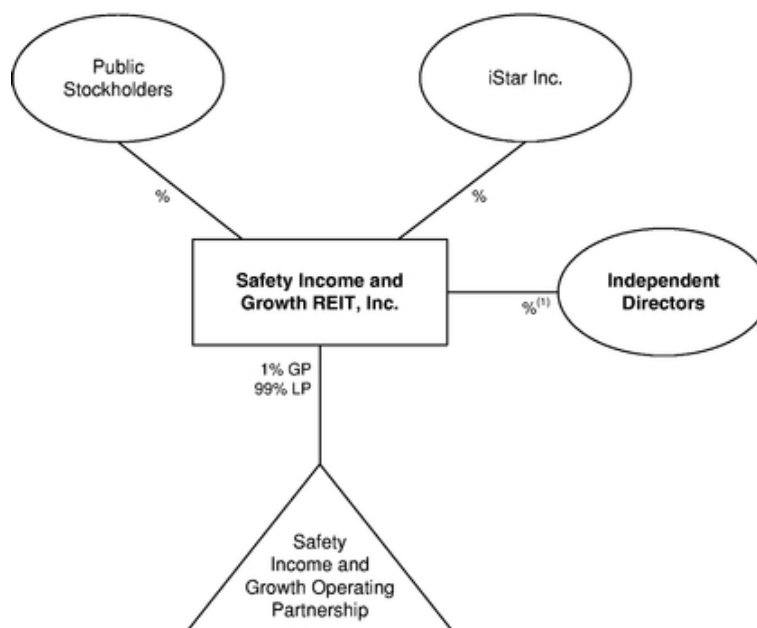 Public
Stockholders
iStar Inc.
%
%
Safety Income and
Growth REIT, Inc.
%(1)
Independent
Directors
1% GP
99% LP
Safety
Income and
Growth Operating
Partnership